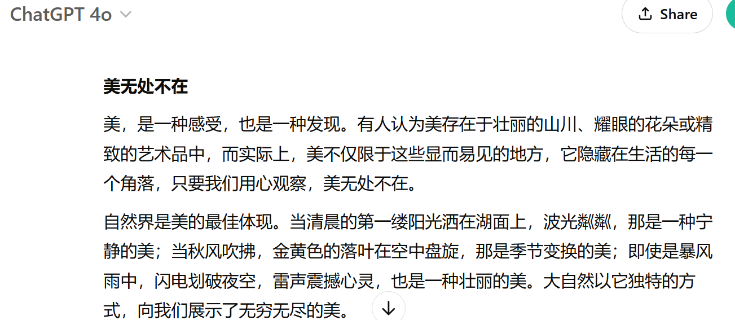 ChatGPT 4o
Share
美无处不在
美，是一种感受，也是一种发现。有人认为美存在于壮丽的山川、耀眼的花朵或精
致的艺术品中，而实际上，美不仅限于这些显而易见的地方，它隐藏在生活的每一
个角落，只要我们用心观察，美无处不在。
自然界是美的最佳体现。当清晨的第一缕阳光洒在湖面上，波光粼粼，那是一种宁
静的美；当秋风吹拂，金黄色的落叶在空中盘旋，那是季节变换的美；即使是暴风
雨中，闪电划破夜空，雷声震撼心灵，也是一种壮丽的美。大自然以它独特的方
式，向我们展示了无穷无尽的美。